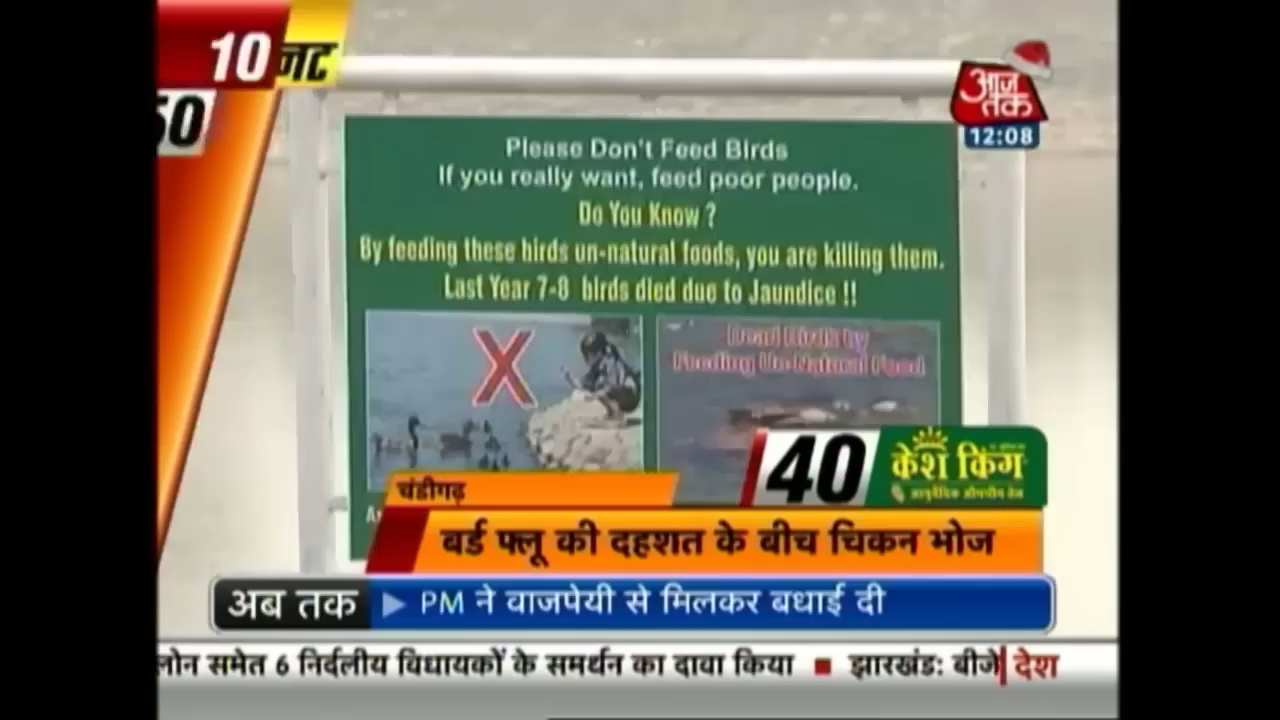 10
50
आज
तक
12:08
Please Don't Feed Birds
If you really want, feed poor people.
Do You Know ?
By feeding these birds un-natural foods, you are killing them.
Last Year 7-8 birds died due to Jaundice !!
X
Dead Birds by
Feeding Un-Natural Food
40
केश किंग
चंडीगढ़
बर्ड फ्लू की दहशत के बीच चिकन भोज
अब तक
PM ने वाजपेयी से मिलकर बधाई दी
लोन समेत 6 निर्दलीय विधायकों के समर्थन का दावा किया ■ झारखंड: बीजे
देश